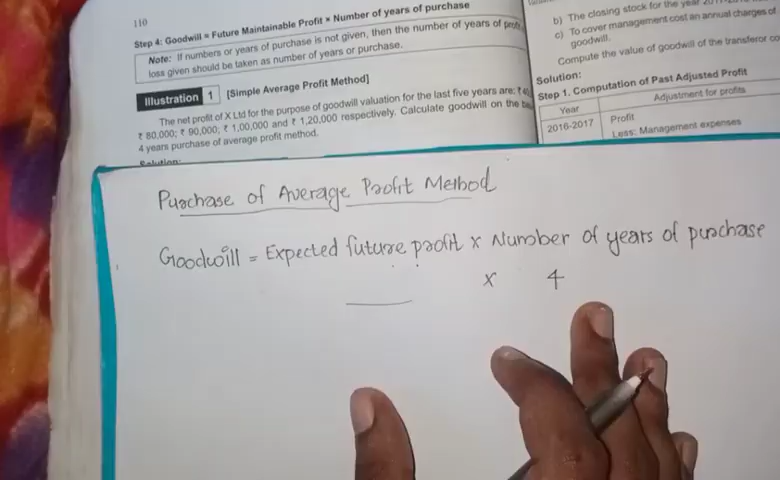 110
Step 4: Goodwill = Future Maintainable Profit × Number of years of purchase
Note: If numbers or years of purchase is not given, then the number of years of profit
loss given should be taken as number of years or purchase.
Illustration 1 [Simple Average Profit Method]
The net profit of X Ltd for the purpose of goodwill valuation for the last five years are: ₹
₹ 80,000; ₹ 90,000; ₹ 1,00,000 and ₹ 1,20,000 respectively. Calculate goodwill on the
4 years purchase of average profit method.
Solution:
b) The closing stock for the year
c) To cover management cost an annual charges of
goodwill.
Compute the value of goodwill of the transferor
Solution:
Step 1. Computation of Past Adjusted Profit
Year Adjustment for profits
2016-2017 Profit
Less: Management expenses
Purchase of Average Profit Method
Goodwill = Expected future profit × Number of years of purchase
× 4